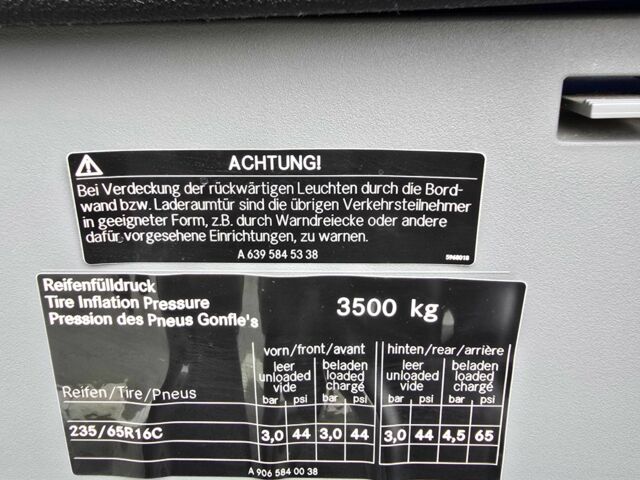 ACHTUNG!
Bei Verdeckung der rückwärtigen Leuchten durch die Bord-
wand bzw. Laderaumtür sind die übrigen Verkehrsteilnehmer
in geeigneter Form, z.B. durch Warndreiecke oder andere
dafür vorgesehene Einrichtungen, zu warnen.
A 639 584 53 38 5968018
Reifenfülldruck
Tire Inflation Pressure
Pression des Pneus Gonfle's
3500 kg
vorn/front/avant hinten/rear/arrière
leer beladen leer beladen
unloaded loaded unloaded loaded
vide chargé vide chargé
Reifen/Tire/Pneus bar psi bar psi bar psi bar psi
235/65R16C 3,0 44 3,0 44 3,0 44 4,5 65
A 906 584 00 38